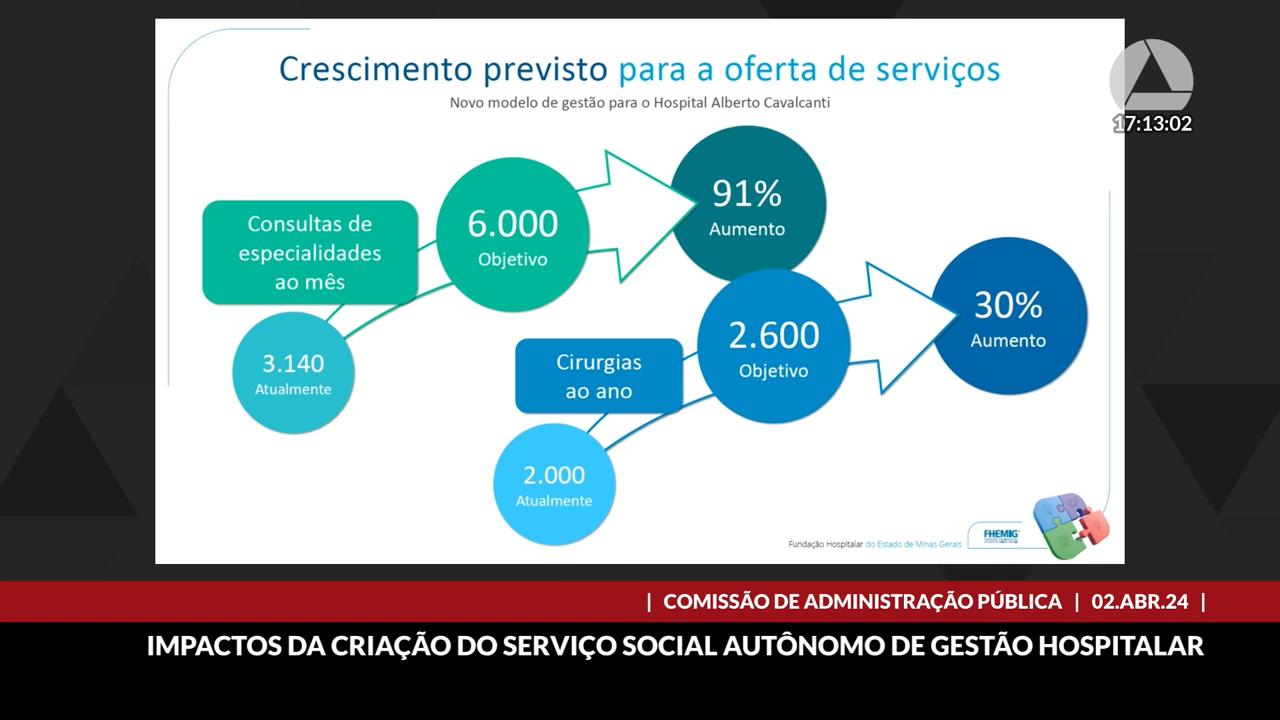 Crescimento previsto para a oferta de serviços
Novo modelo de gestão para o Hospital Alberto Cavalcanti
17:13:02
Consultas de
especialidades
ao mês
3.140
Atualmente
6.000
Objetivo
91%
Aumento
Cirurgias
ao ano
2.000
Atualmente
2.600
Objetivo
30%
Aumento
Fundação Hospitalar do Estado de Minas Gerais
FHEMIG
| COMISSÃO DE ADMINISTRAÇÃO PÚBLICA | 02.ABR.24 |
IMPACTOS DA CRIAÇÃO DO SERVIÇO SOCIAL AUTÔNOMO DE GESTÃO HOSPITALAR